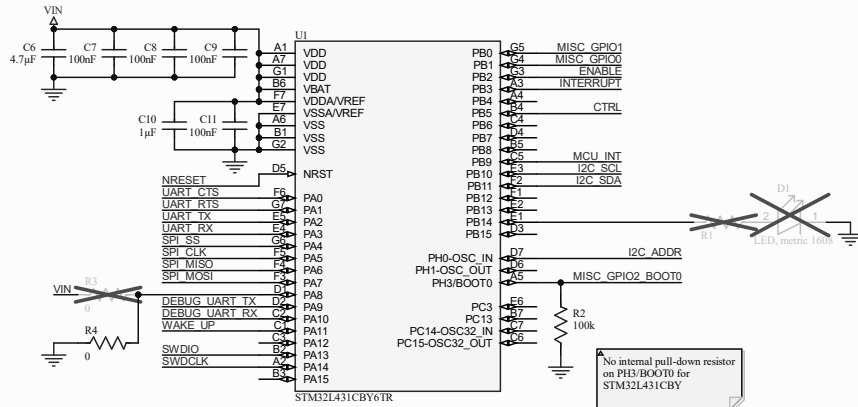 VIN
C6
4.7µF
C7
100nF
C8
100nF
C9
100nF
C10
1µF
C11
100nF
U1
A1 VDD
A7 VDD
G1 VDD
B6 VBAT
F7 VDDA/VREF
E7 VSSA/VREF
A6 VSS
B1 VSS
G2 VSS
D5 NRST
NRESET
UART_CTS F6 PA0
UART_RTS G7 PA1
UART_TX E5 PA2
UART_RX E4 PA3
SPI_SS G6 PA4
SPI_CLK F5 PA5
SPI_MISO F4 PA6
SPI_MOSI F3 PA7
D1 PA8
DEBUG_UART_TX D2 PA9
DEBUG_UART_RX C2 PA10
WAKE_UP C1 PA11
C3 PA12
SWDIO B2 PA13
SWDCLK A2 PA14
B3 PA15
VIN
R3
0
R4
0
PB0 G5 MISC_GPIO1
PB1 G4 MISC_GPIO0
PB2 G3 ENABLE
PB3 A3 INTERRUPT
PB4 A4
PB5 B4 CTRL
PB6 C4
PB7 D4
PB8 B5
PB9 C5 MCU_INT
PB10 E3 I2C_SCL
PB11 F2 I2C_SDA
PB12 F1
PB13 E2
PB14 E1
PB15 D3
PH0-OSC_IN D7 I2C_ADDR
PH1-OSC_OUT D6
PH3/BOOT0 A5 MISC_GPIO2_BOOT0
PC3 E6
PC13 B7
PC14-OSC32_IN C7
PC15-OSC32_OUT C6
STM32L431CBY6TR
R1
D1
2 1
LED, metric 1608
R2
100k
No internal pull-down resistor
on PH3/BOOT0 for
STM32L431CBY